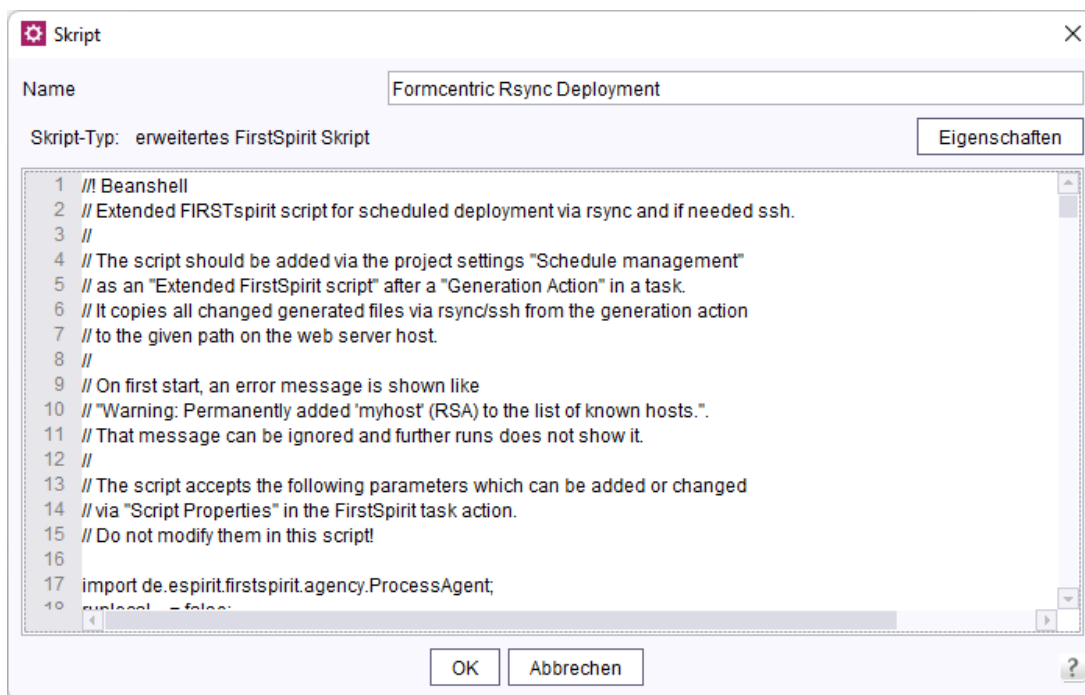 Skript
Name Formcentric Rsync Deployment
Skript-Typ: erweitertes FirstSpirit Skript Eigenschaften
1 //! Beanshell
2 // Extended FIRSTspirit script for scheduled deployment via rsync and if needed ssh.
3 //
4 // The script should be added via the project settings "Schedule management"
5 // as an "Extended FirstSpirit script" after a "Generation Action" in a task.
6 // It copies all changed generated files via rsync/ssh from the generation action
7 // to the given path on the web server host.
8 //
9 // On first start, an error message is shown like
10 // "Warning: Permanently added 'myhost' (RSA) to the list of known hosts.".
11 // That message can be ignored and further runs does not show it.
12 //
13 // The script accepts the following parameters which can be added or changed
14 // via "Script Properties" in the FirstSpirit task action.
15 // Do not modify them in this script!
16
17 import de.espirit.firstspirit.agency.ProcessAgent;
18 = false;
OK Abbrechen ?